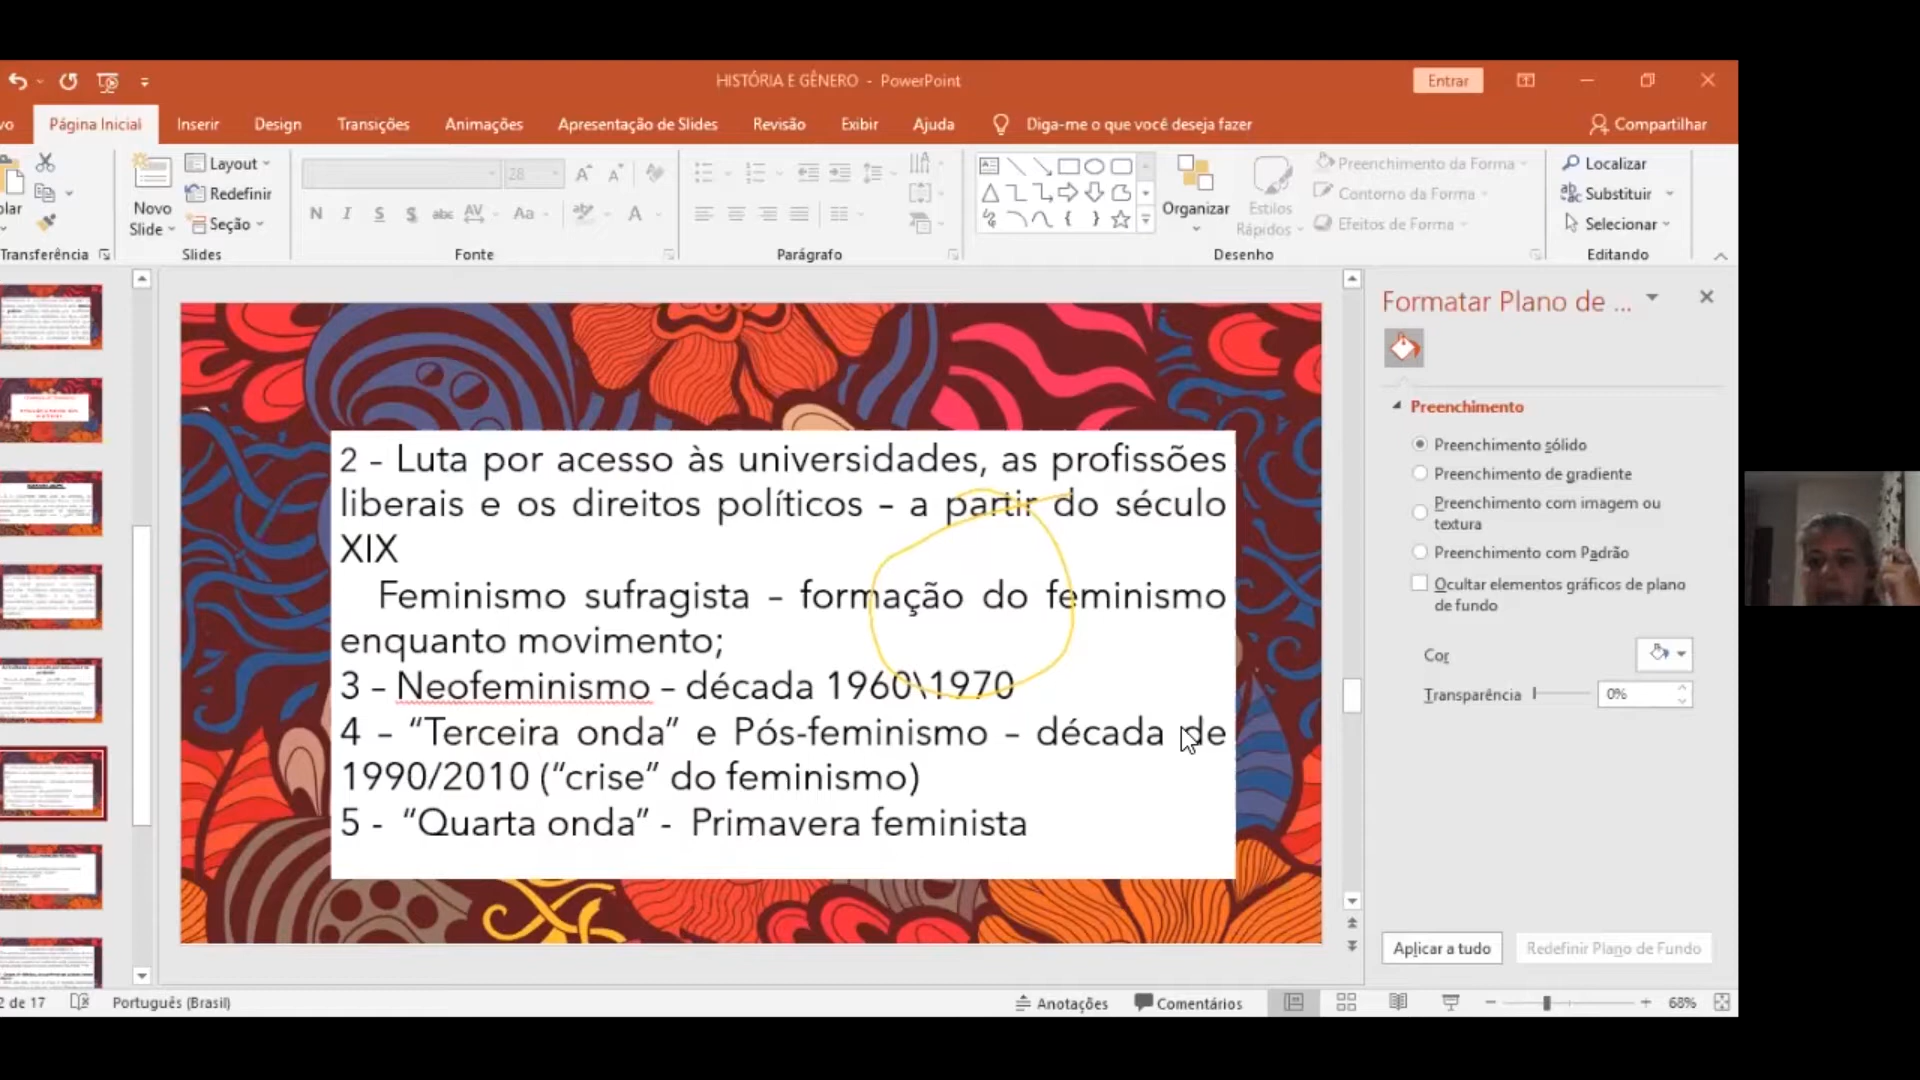 HISTÓRIA E GÊNERO - PowerPoint
Entrar
Página Inicial
Inserir
Design
Transições
Animações
Apresentação de Slides
Revisão
Exibir
Ajuda
Diga-me o que você deseja fazer
Compartilhar
Novo
Slide
Layout
Redefinir
Seção
28
N I S S abc AV Aa A
Organizar
Estilos
Rápidos
Preenchimento da Forma
Contorno da Forma
Efeitos de Forma
Localizar
Substituir
Selecionar
Transferência
Slides
Fonte
Parágrafo
Desenho
Editando
2 - Luta por acesso às universidades, as profissões
liberais e os direitos políticos – a partir do século
XIX
Feminismo sufragista – formação do feminismo
enquanto movimento;
3 – Neofeminismo – década 1960\1970
4 – “Terceira onda” e Pós-feminismo – década de
1990/2010 (“crise” do feminismo)
5 - “Quarta onda” - Primavera feminista
Formatar Plano de ...
Preenchimento
Preenchimento sólido
Preenchimento de gradiente
Preenchimento com imagem ou
textura
Preenchimento com Padrão
Ocultar elementos gráficos de plano
de fundo
Cor
Transparência
0%
Aplicar a tudo
Redefinir Plano de Fundo
2 de 17
Português (Brasil)
Anotações
Comentários
68%